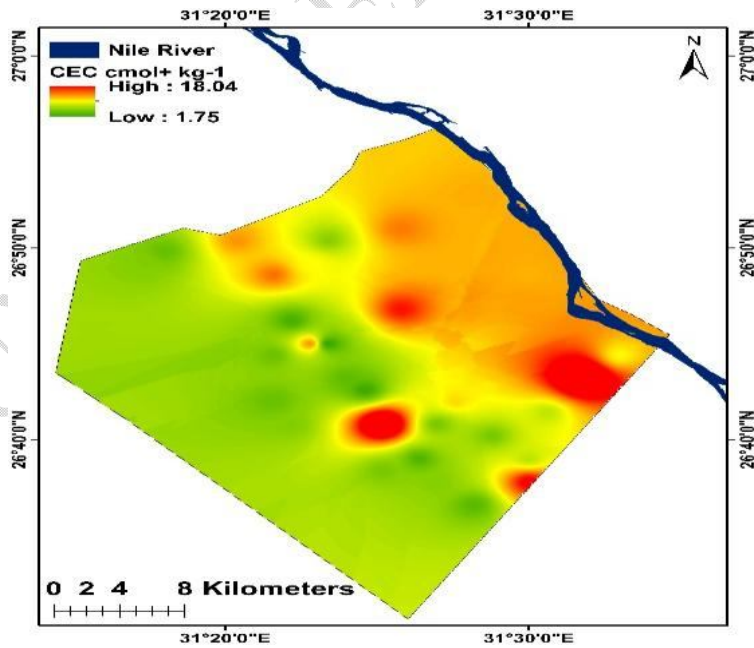 31°20'0"E 31°30'0"E
Nile River
CEC cmol+ kg-1
High : 18.04
Low : 1.75
N
27°0'0"N 27°0'0"N
26°50'0"N 26°50'0"N
26°40'0"N 26°40'0"N
0 2 4 8 Kilometers
31°20'0"E 31°30'0"E